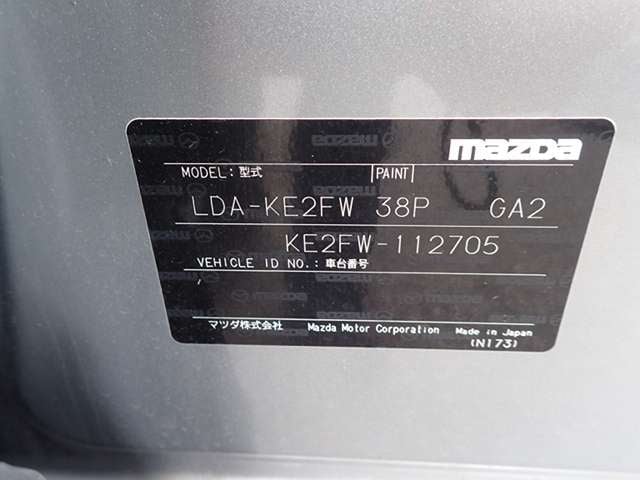 mazda
MODEL:型式 PAINT
LDA-KE2FW 38P GA2
KE2FW-112705
VEHICLE ID NO.:車台番号
マツダ株式会社 Mazda Motor Corporation Made in Japan
(N173)